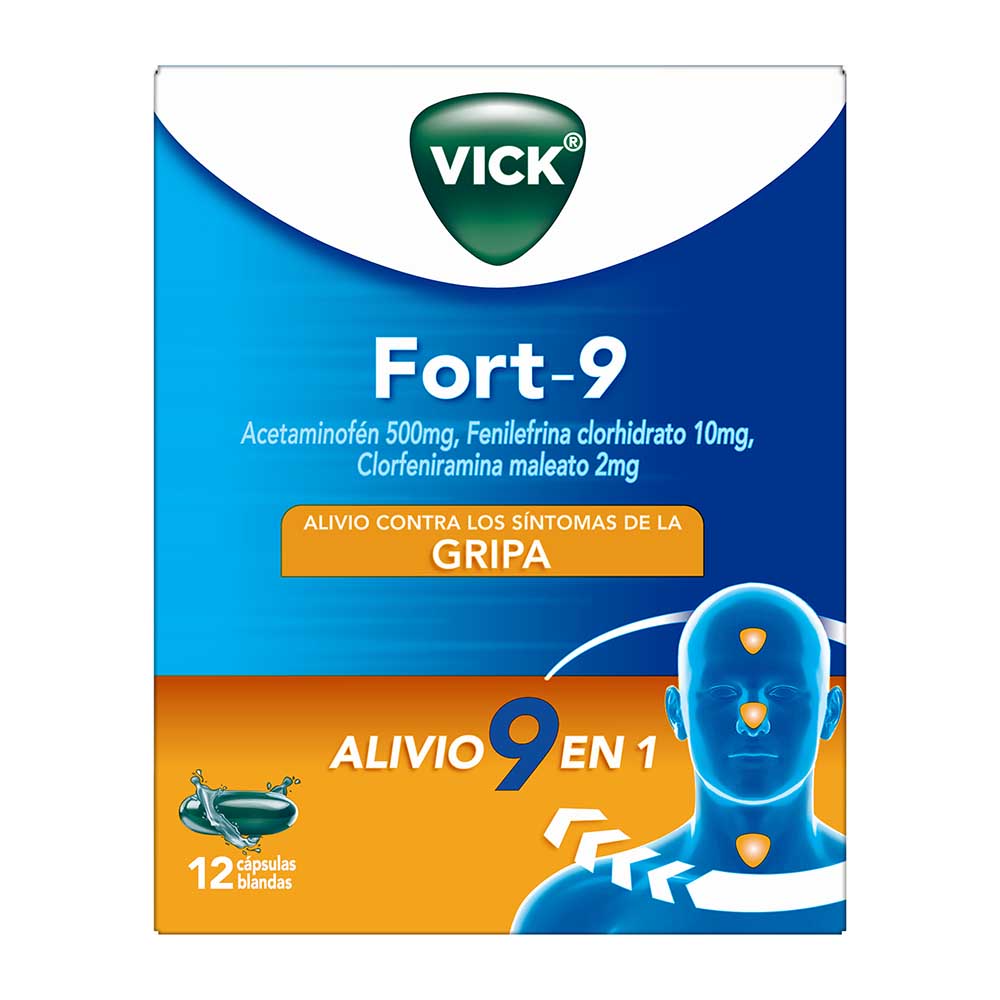 VICK®
Fort-9
Acetaminofén 500mg, Fenilefrina clorhidrato 10mg,
Clorfeniramina maleato 2mg
ALIVIO CONTRA LOS SÍNTOMAS DE LA
GRIPA
ALIVIO 9 EN 1
12 cápsulas
blandas